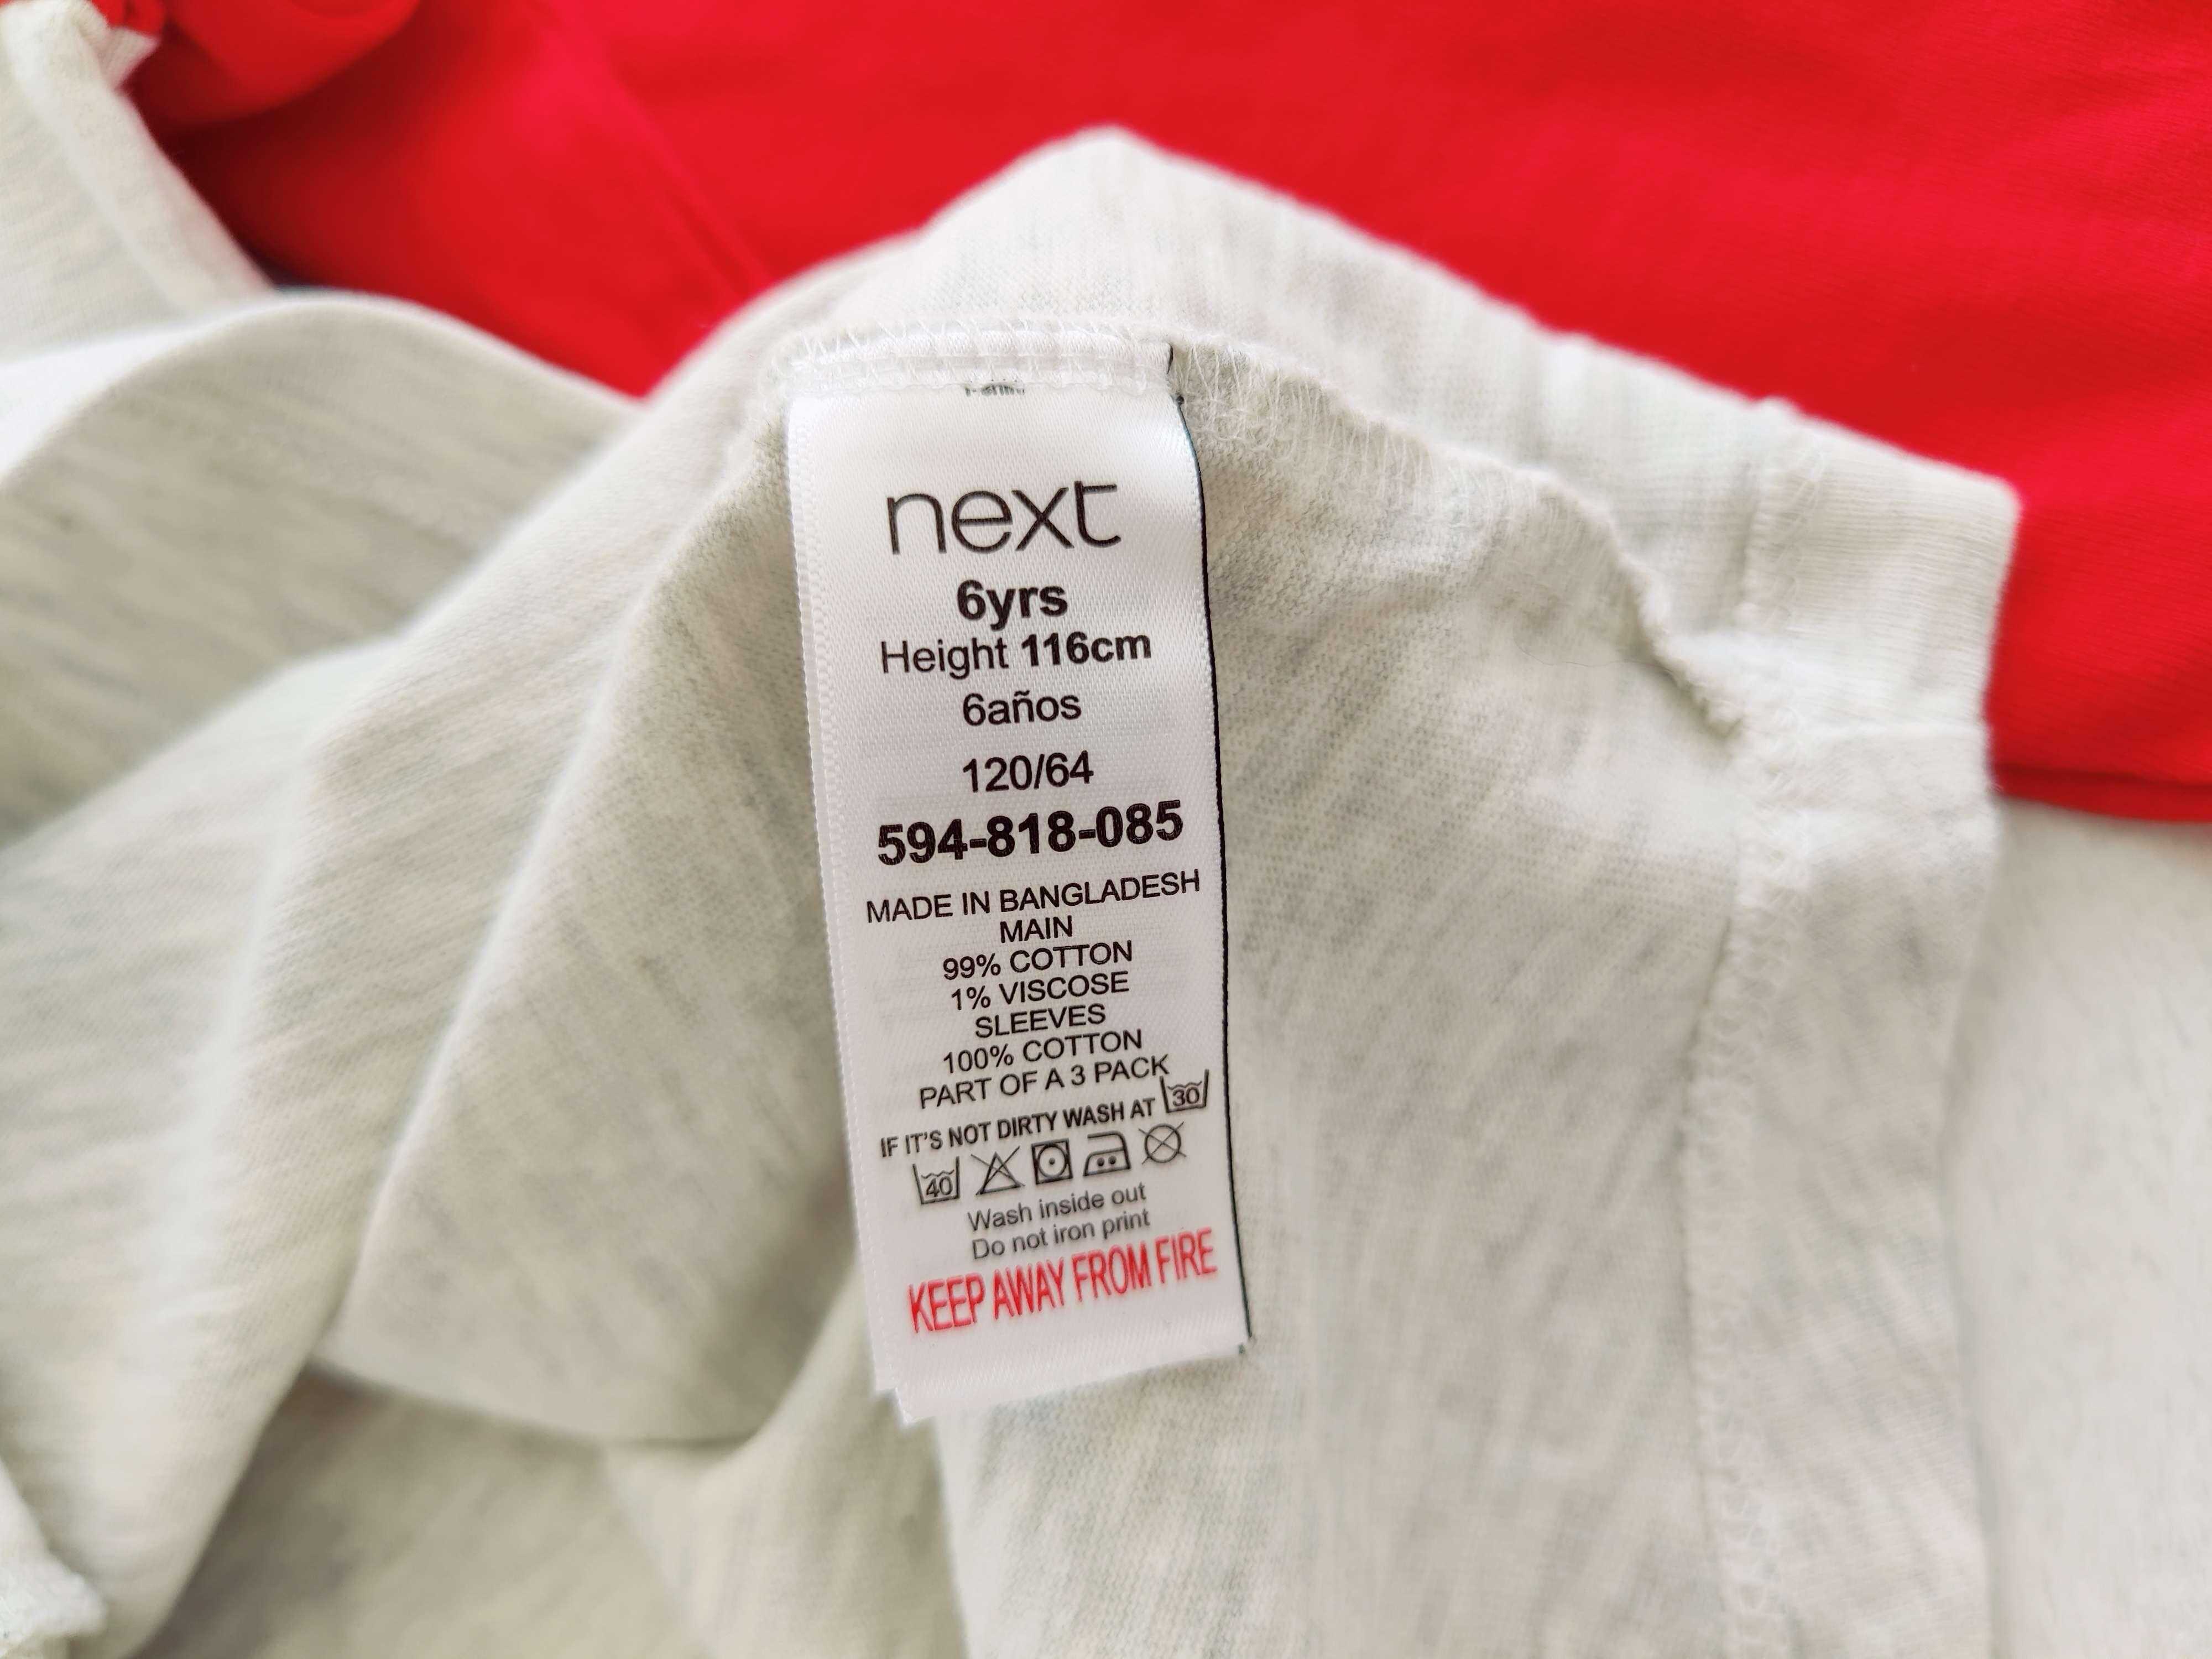 next
6yrs
Height 116cm
6años
120/64
594-818-085
MADE IN BANGLADESH
MAIN
99% COTTON
1% VISCOSE
SLEEVES
100% COTTON
PART OF A 3 PACK
IF IT'S NOT DIRTY WASH AT 30
40
Wash inside out
Do not iron print
KEEP AWAY FROM FIRE